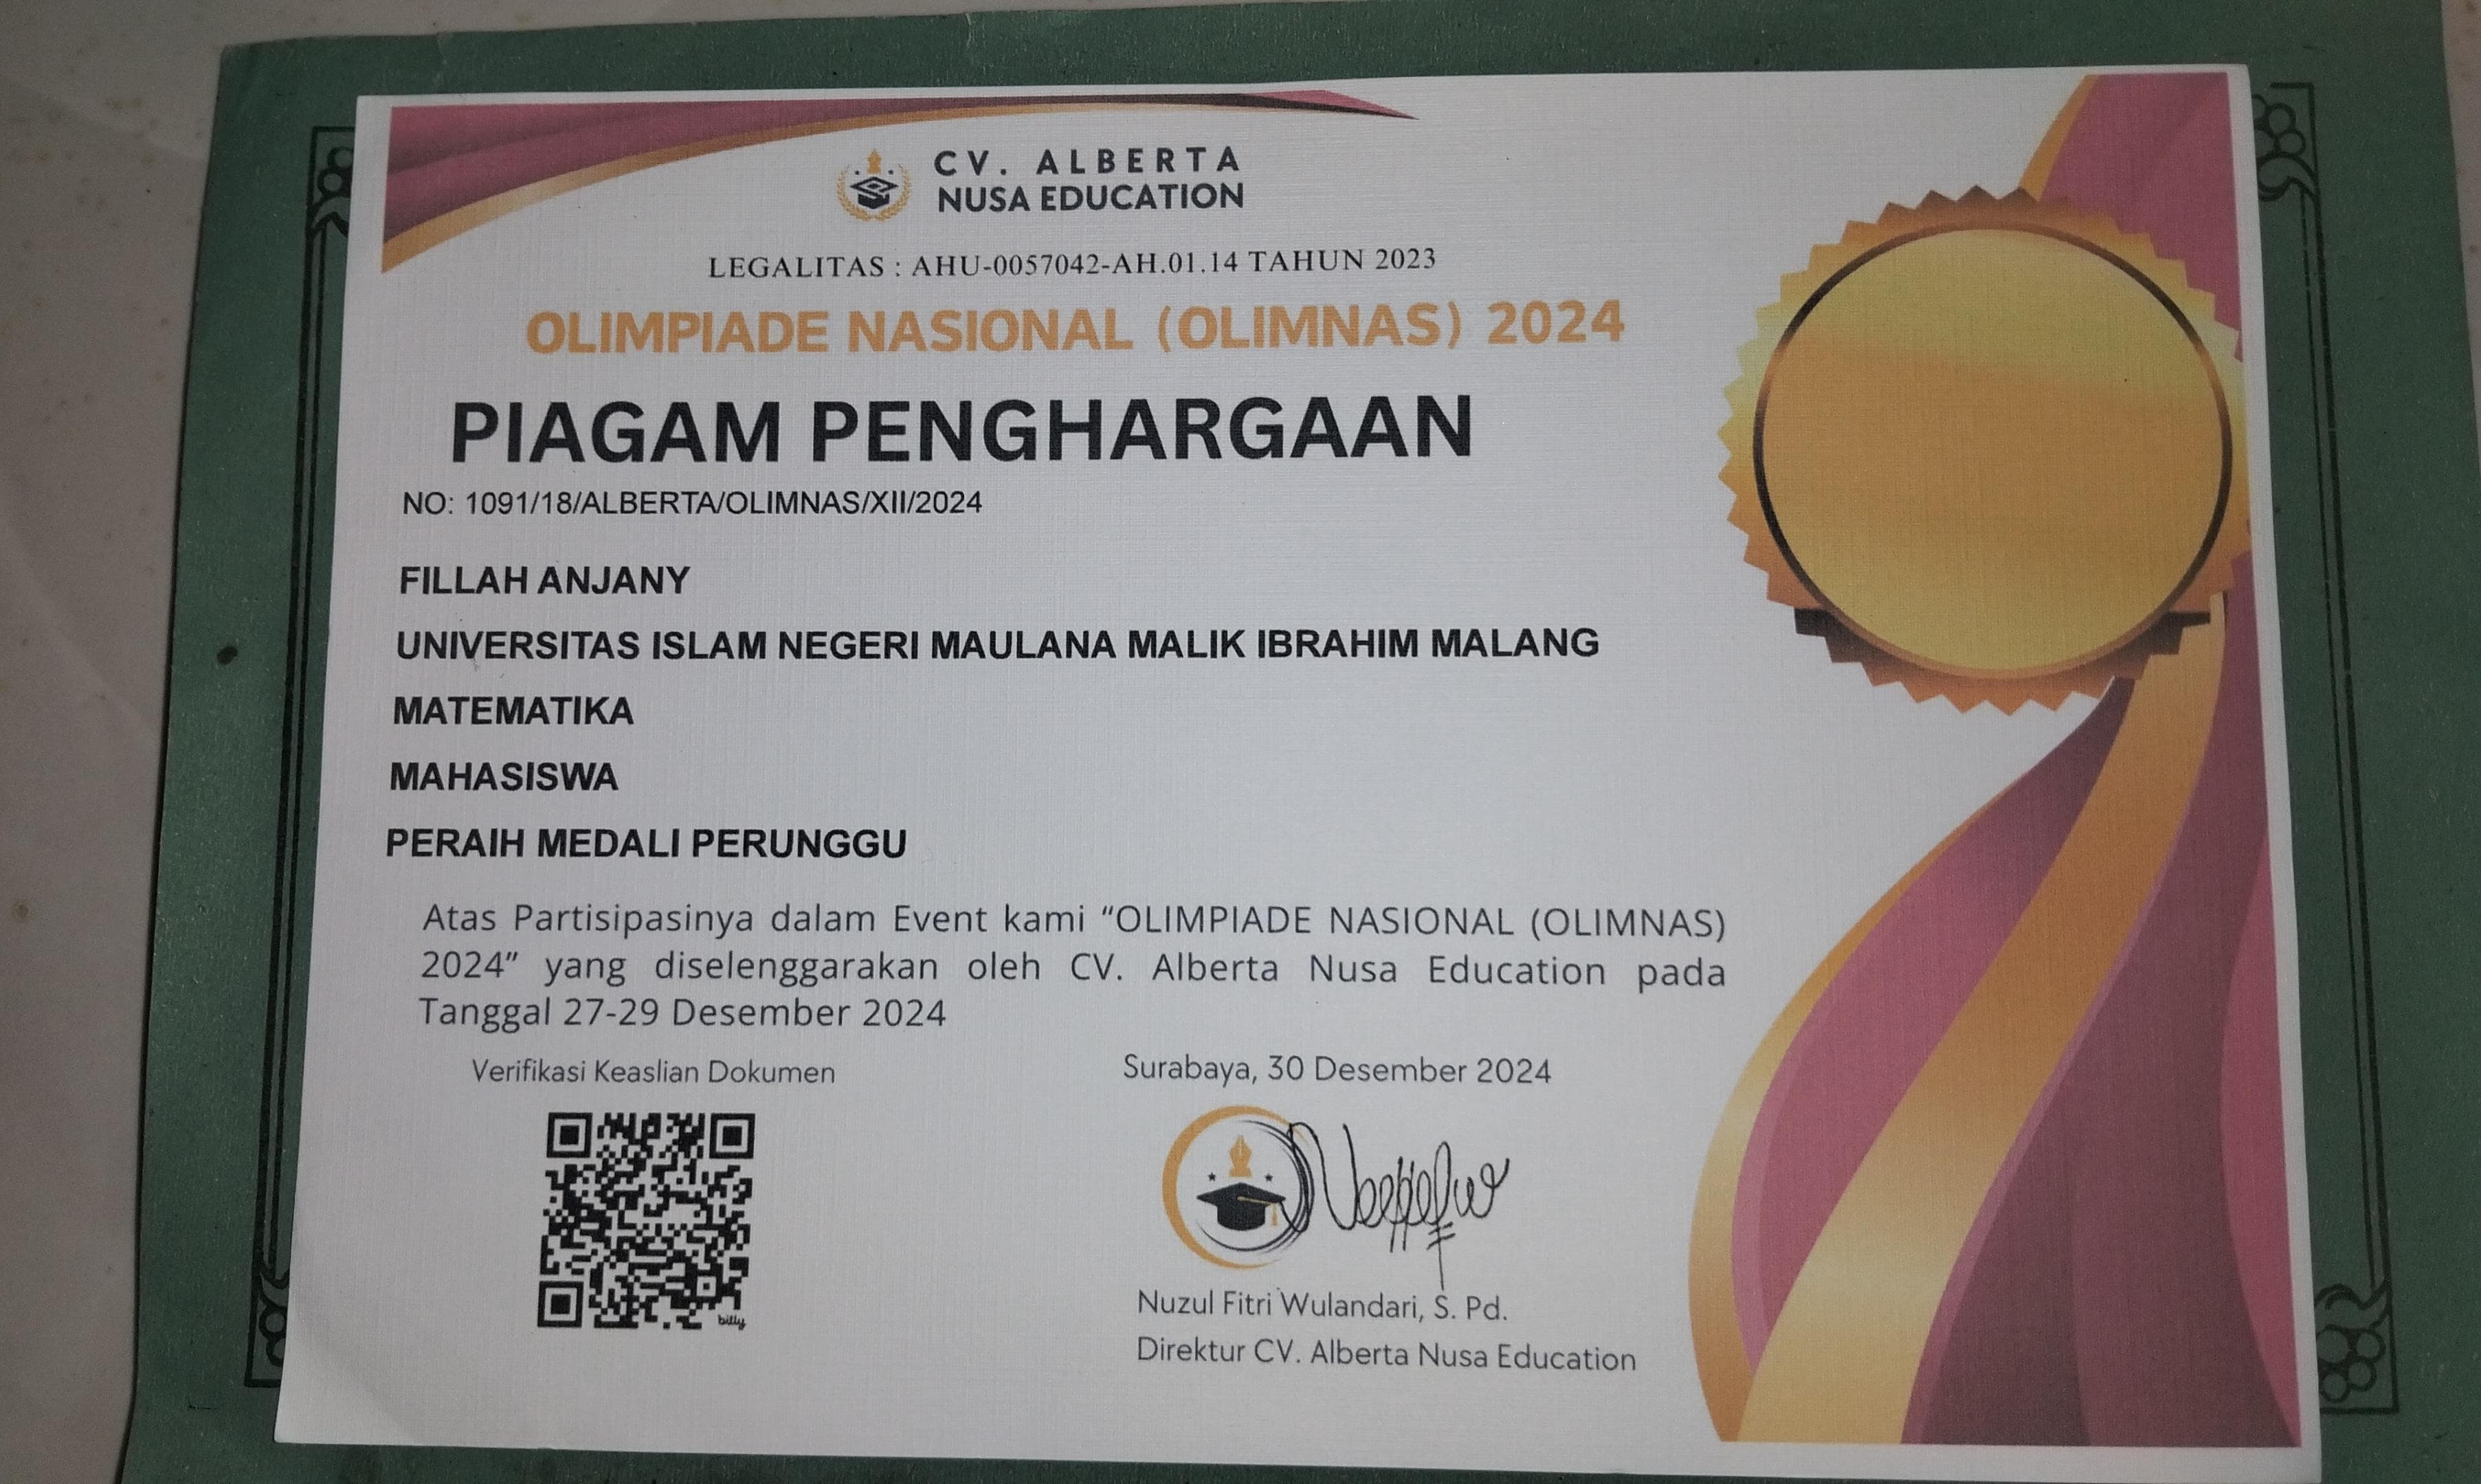 CV. ALBERTA
NUSA EDUCATION
LEGALITAS : AHU-0057042-AH.01.14 TAHUN 2023
OLIMPIADE NASIONAL (OLIMNAS) 2024
PIAGAM PENGHARGAAN
NO: 1091/18/ALBERTA/OLIMNAS/XII/2024
FILLAH ANJANY
UNIVERSITAS ISLAM NEGERI MAULANA MALIK IBRAHIM MALANG
MATEMATIKA
MAHASISWA
PERAIH MEDALI PERUNGGU
Atas Partisipasinya dalam Event kami “OLIMPIADE NASIONAL (OLIMNAS)
2024” yang diselenggarakan oleh CV. Alberta Nusa Education pada
Tanggal 27-29 Desember 2024
Verifikasi Keaslian Dokumen
Surabaya, 30 Desember 2024
bitly
Nuzul Fitri Wulandari, S. Pd.
Direktur CV. Alberta Nusa Education